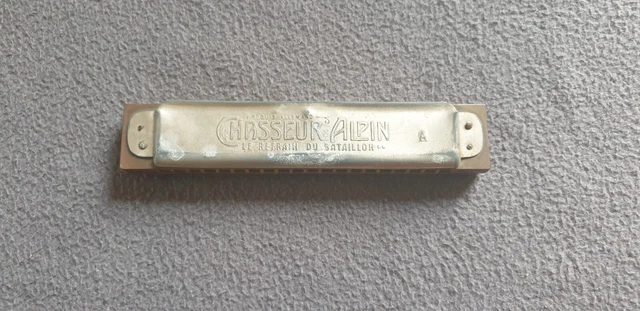 CHASSEUR ALPIN
A
LE REFRAIN DU BATAILLON